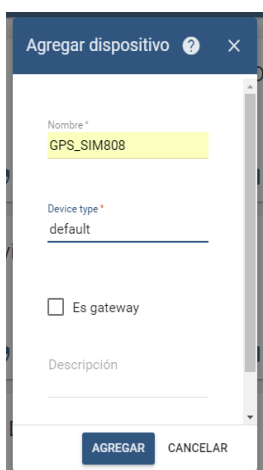 Agregar dispositivo ?
Nombre *
GPS_SIM808
Device type *
default
Es gateway
Descripción
AGREGAR CANCELAR